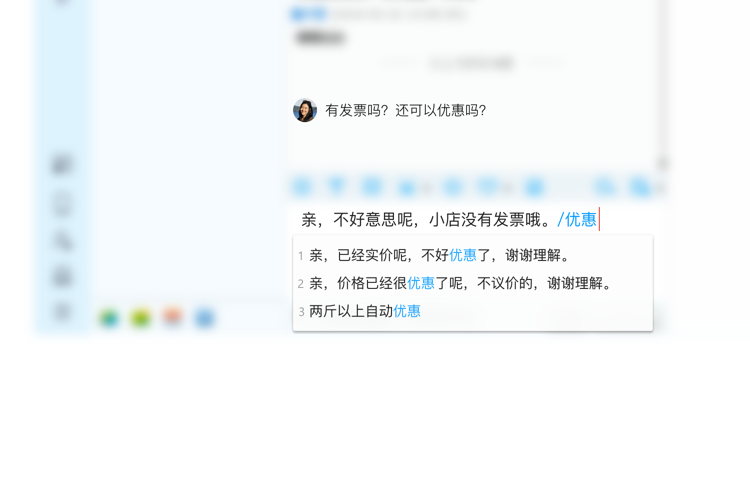 有发票吗？还可以优惠吗？
亲，不好意思呢，小店没有发票哦。/优惠
1 亲，已经实价呢，不好优惠了，谢谢理解。
2 亲，价格已经很优惠了呢，不议价的，谢谢理解。
3 两斤以上自动优惠